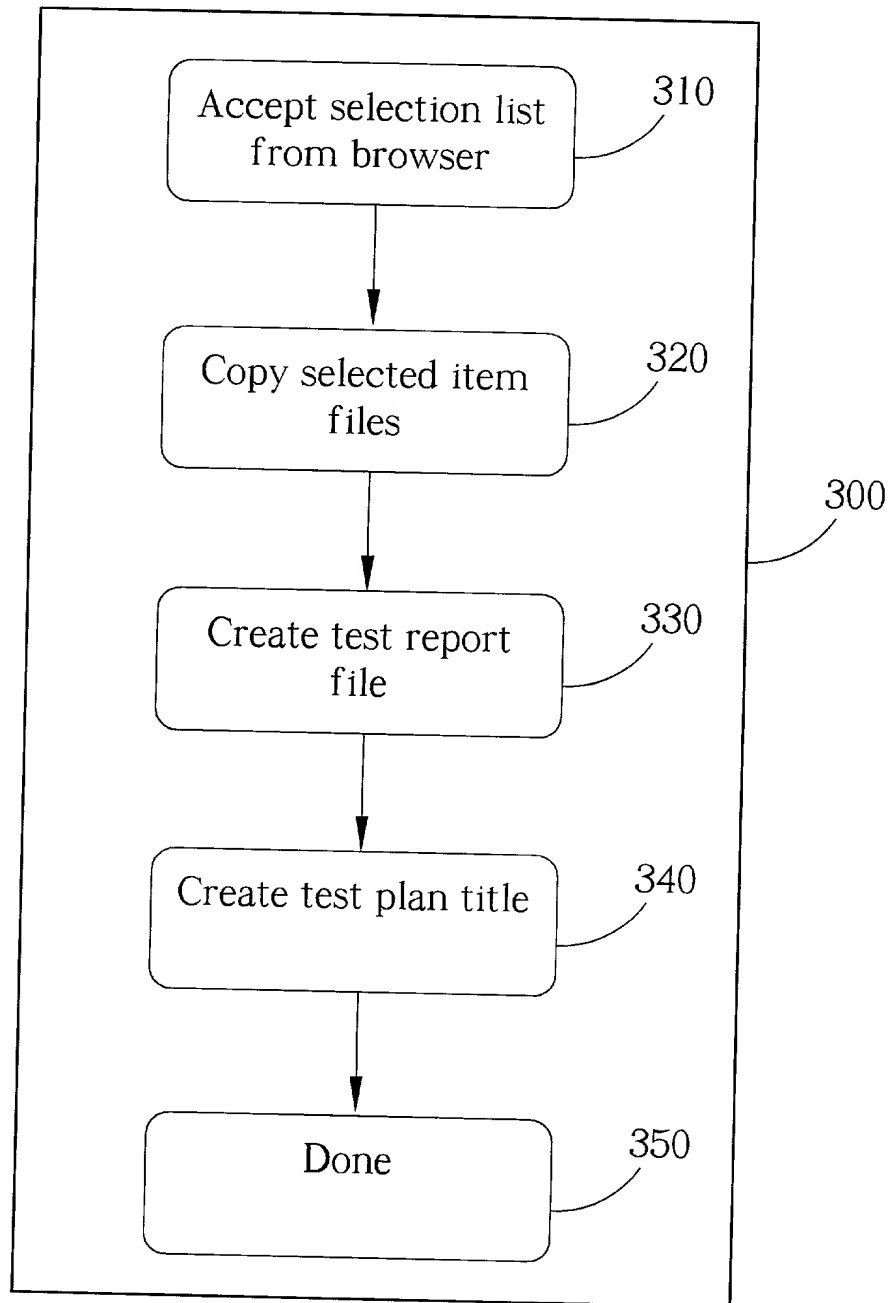 Accept selection list
from browser
310
Copy selected item
files
320
300
Create test report
file
330
Create test plan title
340
Done
350